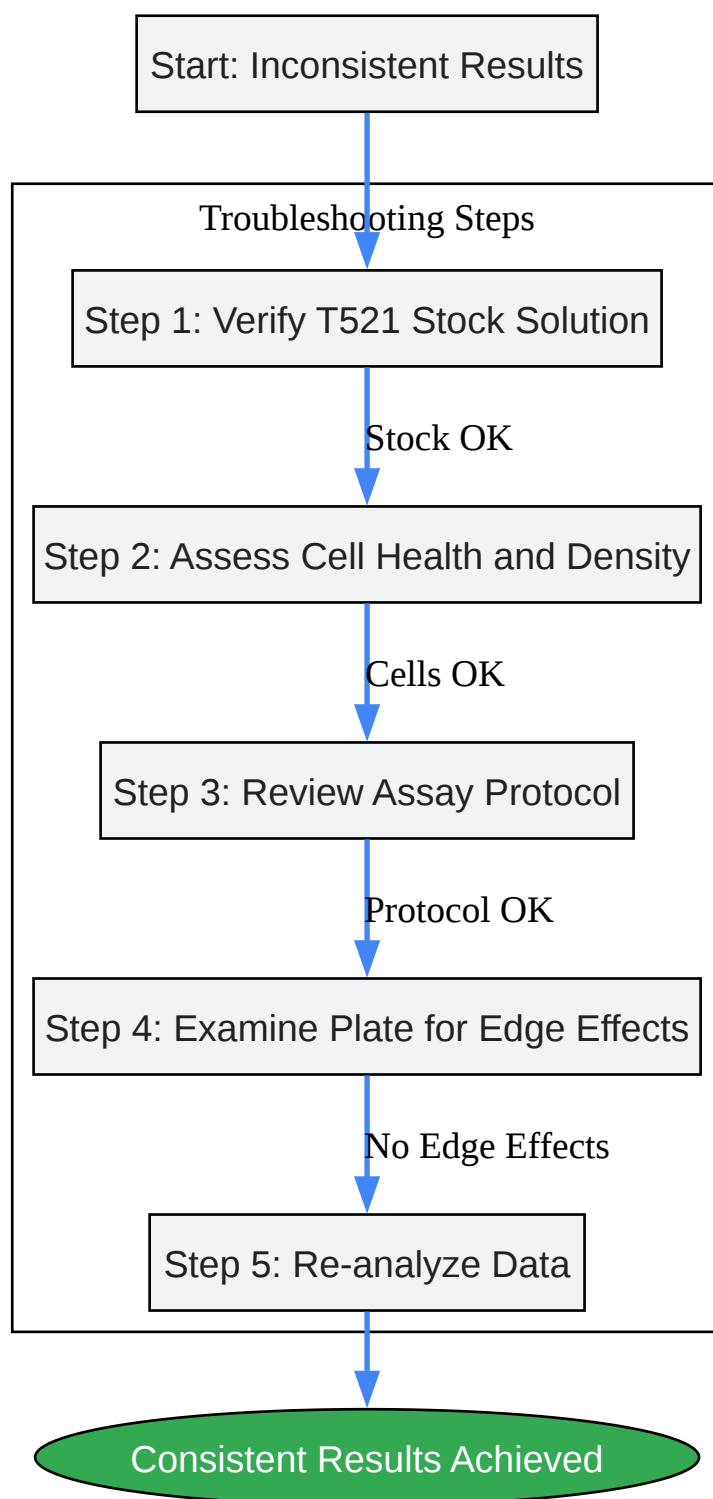 Start: Inconsistent Results
Troubleshooting Steps
Step 1: Verify T521 Stock Solution
Stock OK
Step 2: Assess Cell Health and Density
Cells OK
Step 3: Review Assay Protocol
Protocol OK
Step 4: Examine Plate for Edge Effects
No Edge Effects
Step 5: Re-analyze Data
Consistent Results Achieved